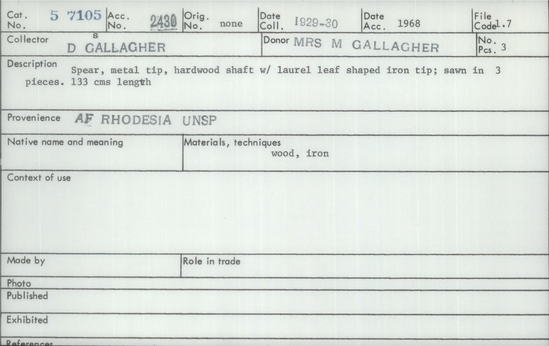 Cat. No. 5 7105 Acc. No. 2430 Orig. No. none Date Coll. 1929-30 Date Acc. 1968 File Code 1.7
Collector D GALLAGHER Donor MRS M GALLAGHER No. Pcs. 3
Description Spear, metal tip, hardwood shaft w/ laurel leaf shaped iron tip; sawn in 3
pieces. 133 cms length
Provenience AF RHODESIA UNSP
Native name and meaning Materials, techniques
wood, iron
Context of use
Made by Role in trade
Photo
Published
Exhibited
References